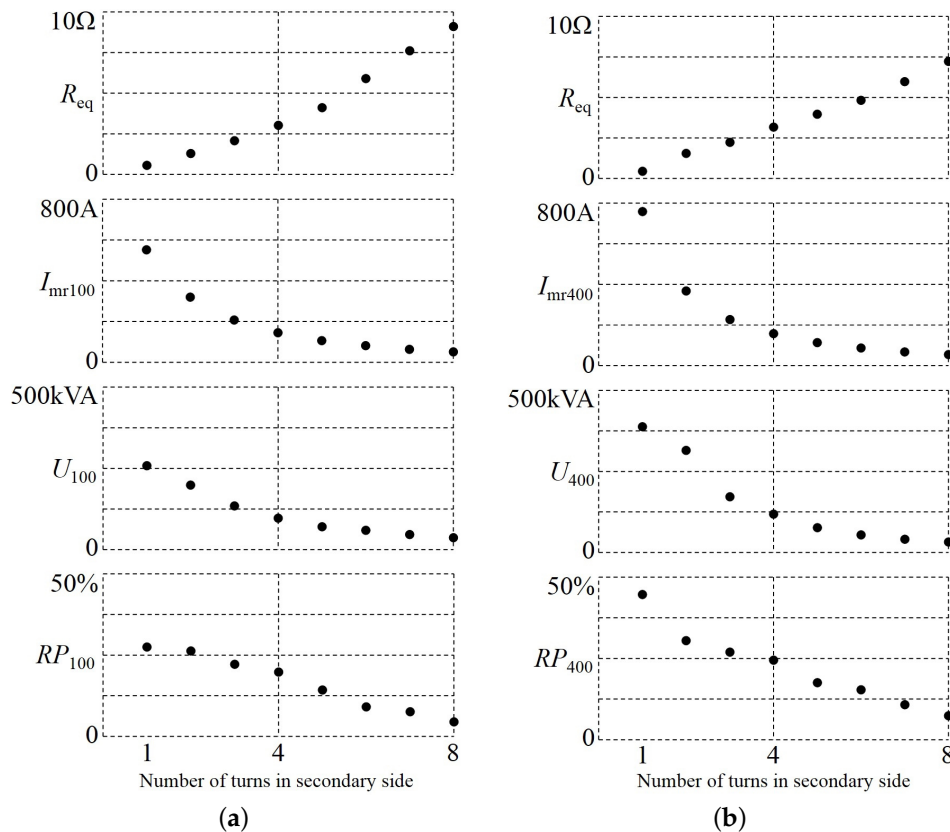 10Ω
R_eq
0
800A
I_mr100
0
500kVA
U_100
0
50%
RP_100
0
1 4 8
Number of turns in secondary side
(a)
10Ω
R_eq
0
800A
I_mr400
0
500kVA
U_400
0
50%
RP_400
0
1 4 8
Number of turns in secondary side
(b)